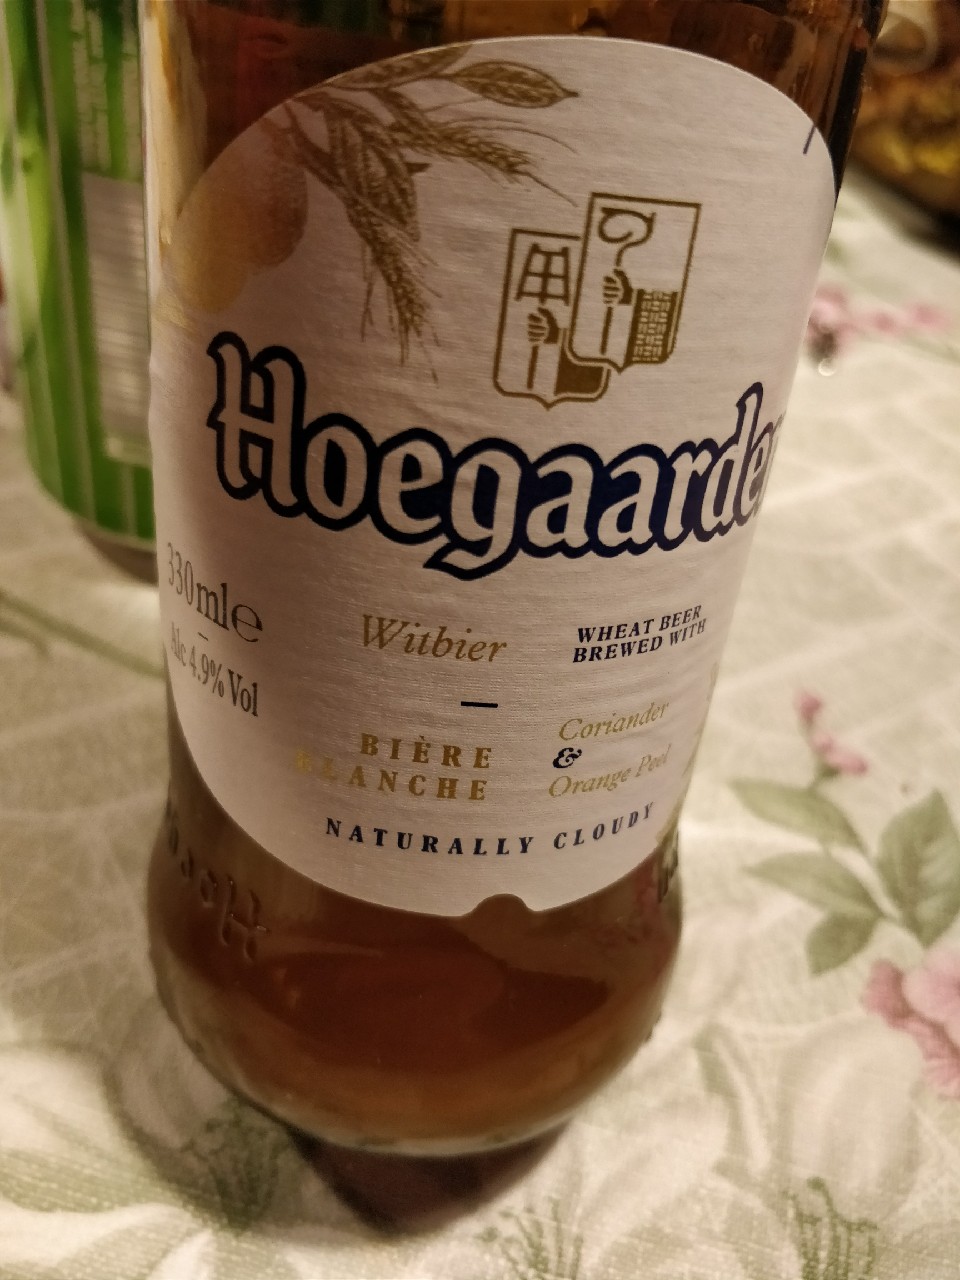 Hoegaarden
330ml e
Alc 4.9% Vol
Witbier
BIÈRE
BLANCHE
WHEAT BEER
BREWED WITH
Coriander
&
Orange Peel
NATURALLY CLOUDY